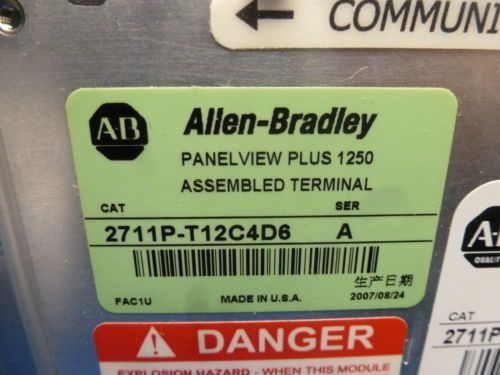 COMMUNI
AB
Allen-Bradley
PANELVIEW PLUS 1250
ASSEMBLED TERMINAL
CAT SER
2711P-T12C4D6 A
生产日期
FAC1U MADE IN U.S.A. 2007/08/24
A-B
QUALIT
CAT
2711P
DANGER
EXPLOSION HAZARD - WHEN THIS MODULE